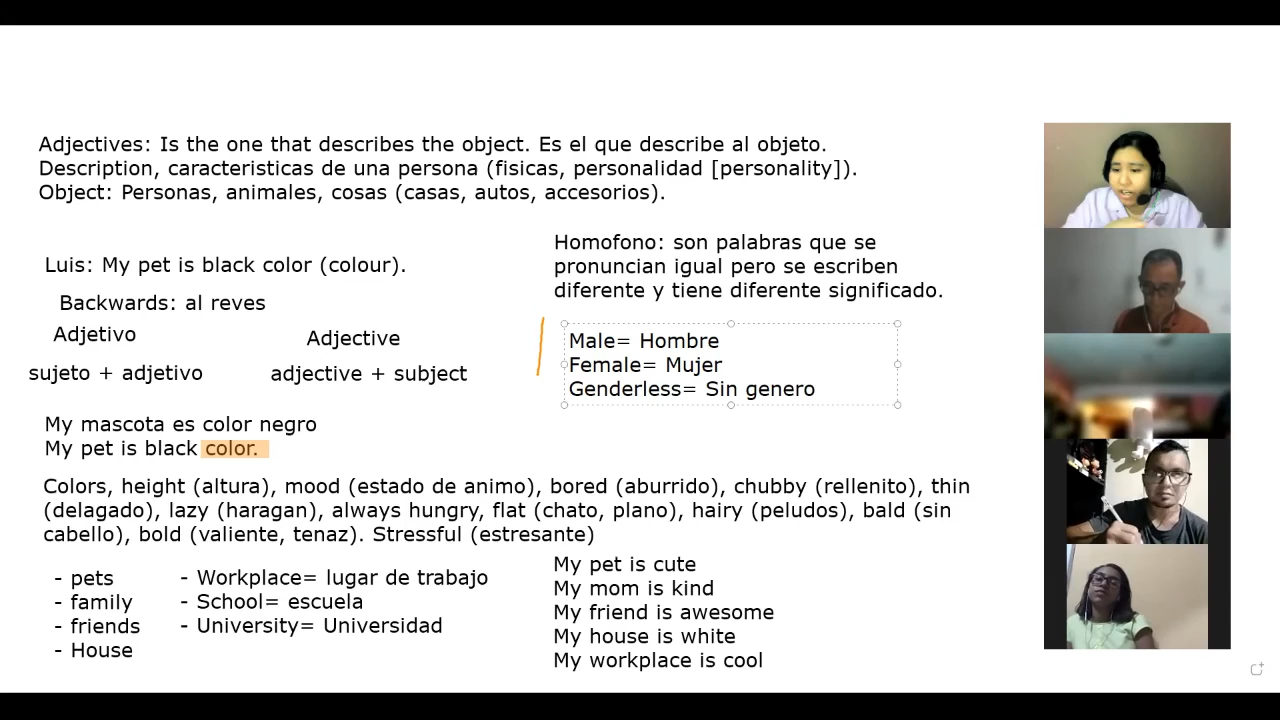 Adjectives: Is the one that describes the object. Es el que describe al objeto.
Description, caracteristicas de una persona (fisicas, personalidad [personality]).
Object: Personas, animales, cosas (casas, autos, accesorios).
Luis: My pet is black color (colour).
Backwards: al reves
Adjetivo
Adjective
sujeto + adjetivo
adjective + subject
My mascota es color negro
My pet is black color.
Homofono: son palabras que se
pronuncian igual pero se escriben
diferente y tiene diferente significado.
Male= Hombre
Female= Mujer
Genderless= Sin genero
Colors, height (altura), mood (estado de animo), bored (aburrido), chubby (rellenito), thin
(delagado), lazy (haragan), always hungry, flat (chato, plano), hairy (peludos), bald (sin
cabello), bold (valiente, tenaz). Stressful (estresante)
- pets
- family
- friends
- House
- Workplace= lugar de trabajo
- School= escuela
- University= Universidad
My pet is cute
My mom is kind
My friend is awesome
My house is white
My workplace is cool